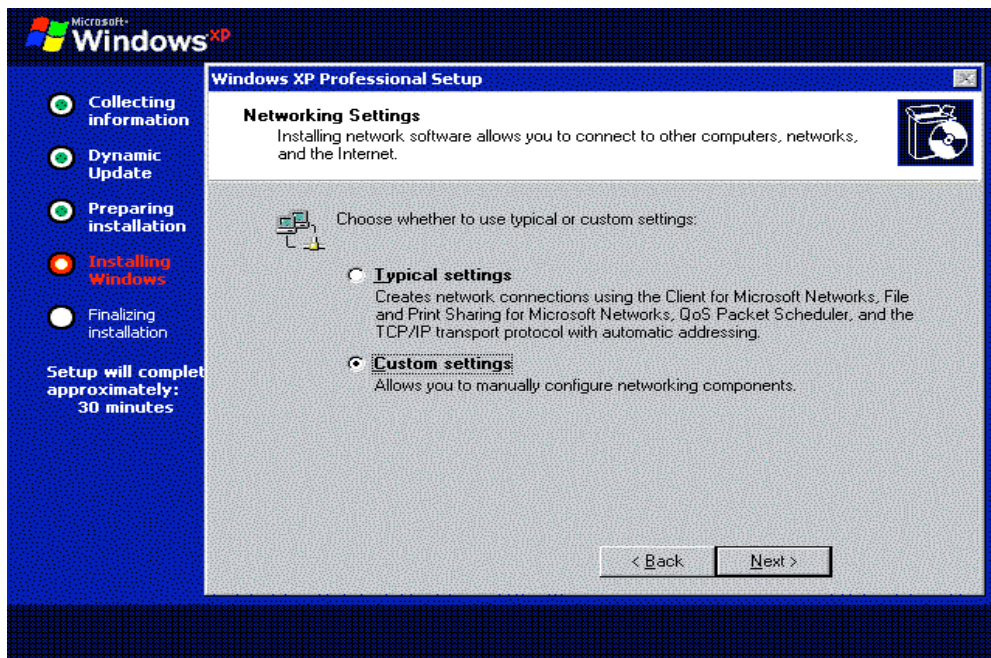 Microsoft
Windows XP
Collecting
information
Dynamic
Update
Preparing
installation
Installing
Windows
Finalizing
installation
Setup will complet
approximately:
30 minutes
Windows XP Professional Setup
Networking Settings
Installing network software allows you to connect to other computers, networks,
and the Internet.
Choose whether to use typical or custom settings:
Typical settings
Creates network connections using the Client for Microsoft Networks, File
and Print Sharing for Microsoft Networks, QoS Packet Scheduler, and the
TCP/IP transport protocol with automatic addressing.
Custom settings
Allows you to manually configure networking components.
< Back
Next >